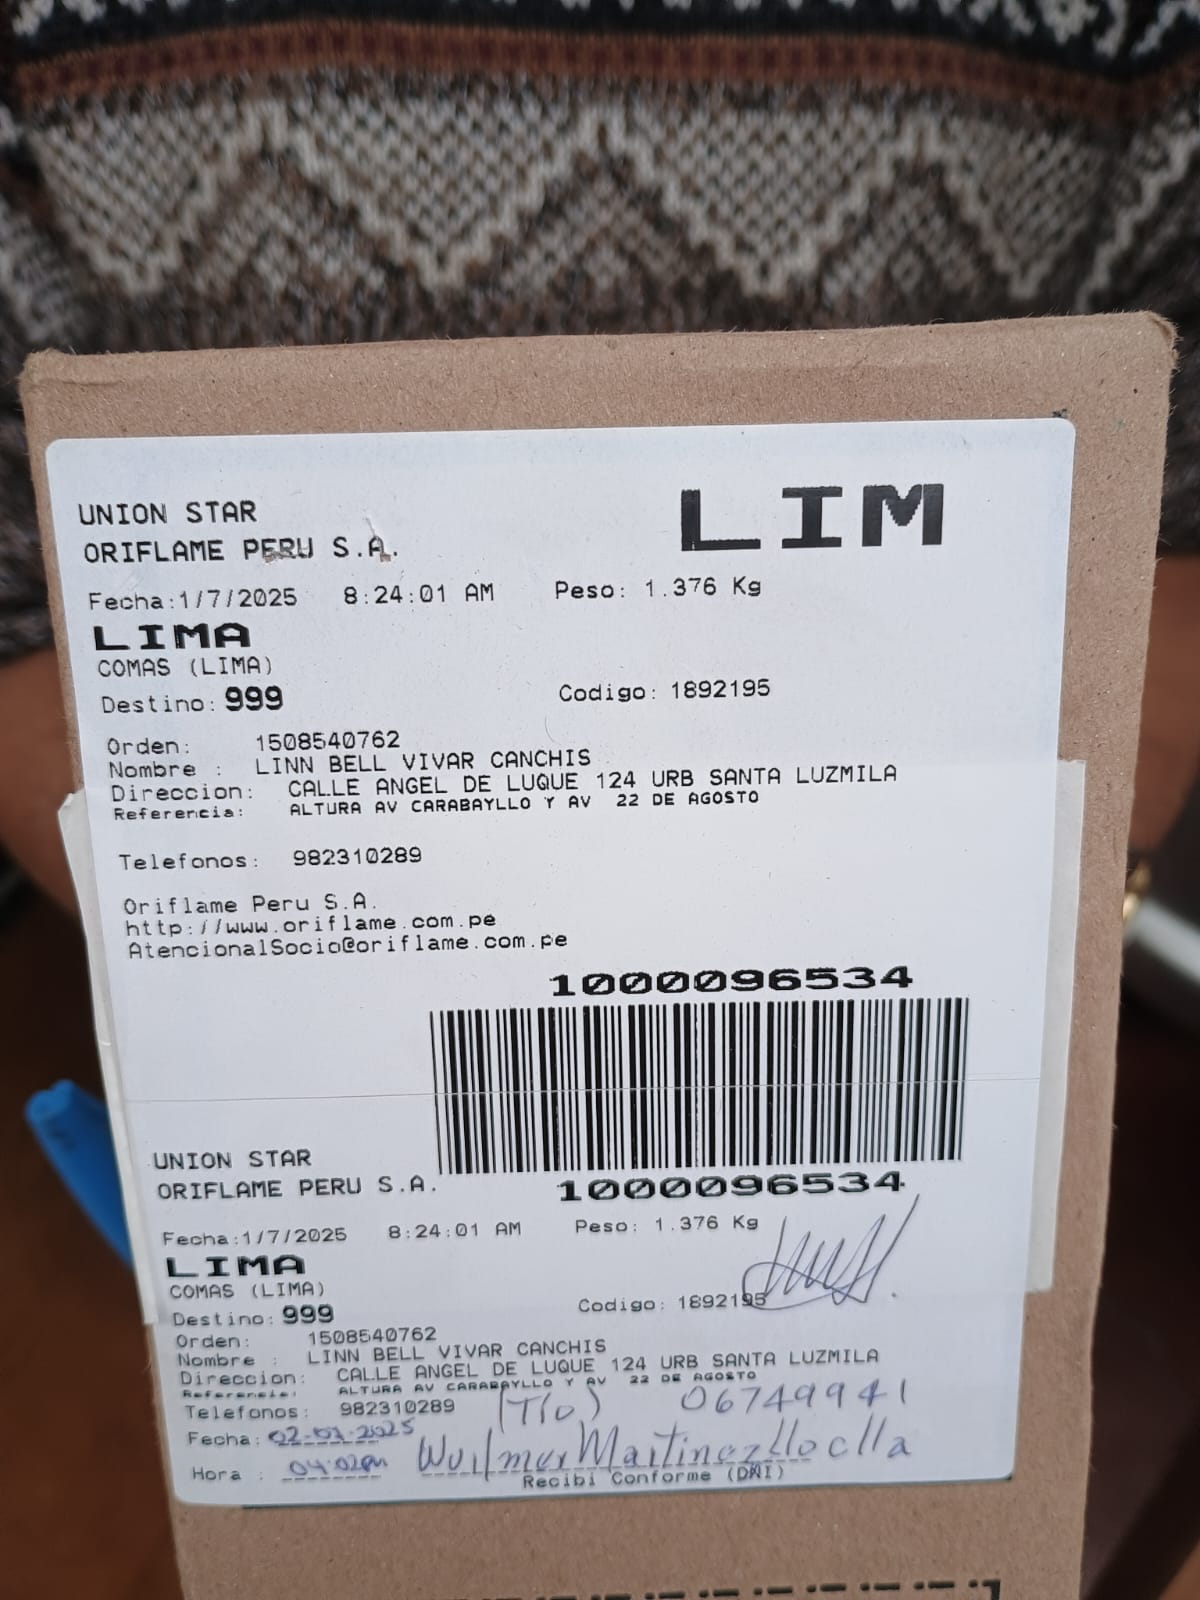 UNION STAR
LIM
ORIFLAME PERU S.A.
Fecha:1/7/2025 8:24:01 AM Peso: 1.376 Kg
LIMA
COMAS (LIMA)
Destino: 999 Codigo: 1892195
Orden: 1508540762
Nombre : LINN BELL VIVAR CANCHIS
Direccion: CALLE ANGEL DE LUQUE 124 URB SANTA LUZMILA
Referencia: ALTURA AV CARABAYLLO Y AV 22 DE AGOSTO
Telefonos: 982310289
Oriflame Peru S.A.
http://www.oriflame.com.pe
AtencionalSocio@oriflame.com.pe
1000096534
UNION STAR
ORIFLAME PERU S.A.
1000096534
Fecha:1/7/2025 8:24:01 AM Peso: 1.376 Kg
LIMA
COMAS (LIMA)
Destino: 999 Codigo: 1892195
Orden: 1508540762
Nombre : LINN BELL VIVAR CANCHIS
Direccion: CALLE ANGEL DE LUQUE 124 URB SANTA LUZMILA
Referencia: ALTURA AV CARABAYLLO Y AV 22 DE AGOSTO
Telefonos: 982310289 (TIO) 06749941
Fecha: 02-07-2025
Hora : 04:02pm Wuilmer Martinez lloclla
Recibi Conforme (DNI)